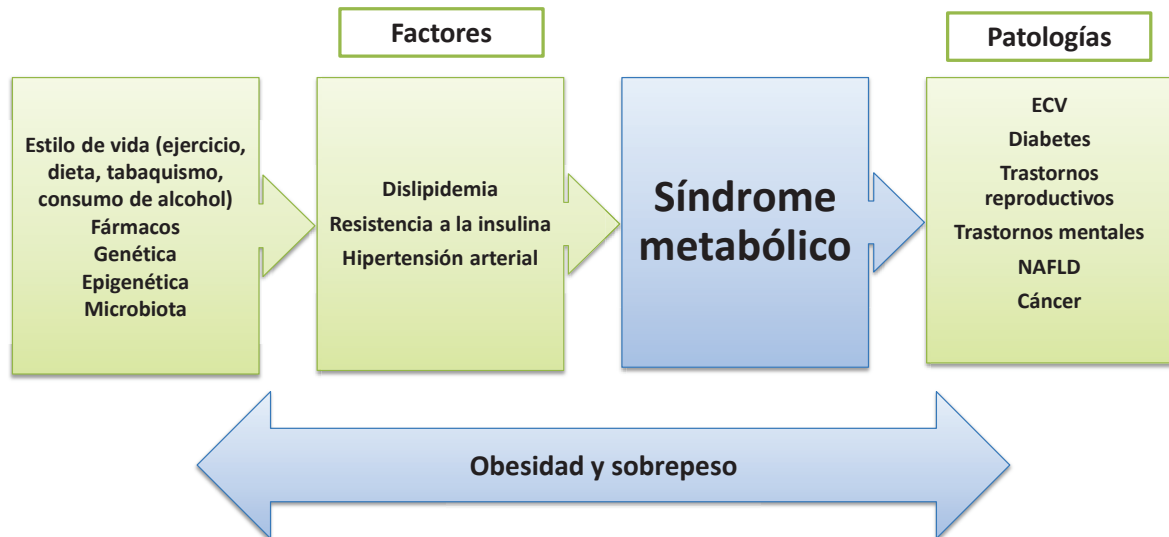 Factores
Patologías
Estilo de vida (ejercicio,
dieta, tabaquismo,
consumo de alcohol)
Fármacos
Genética
Epigenética
Microbiota
Dislipidemia
Resistencia a la insulina
Hipertensión arterial
Síndrome
metabólico
ECV
Diabetes
Trastornos
reproductivos
Trastornos mentales
NAFLD
Cáncer
Obesidad y sobrepeso